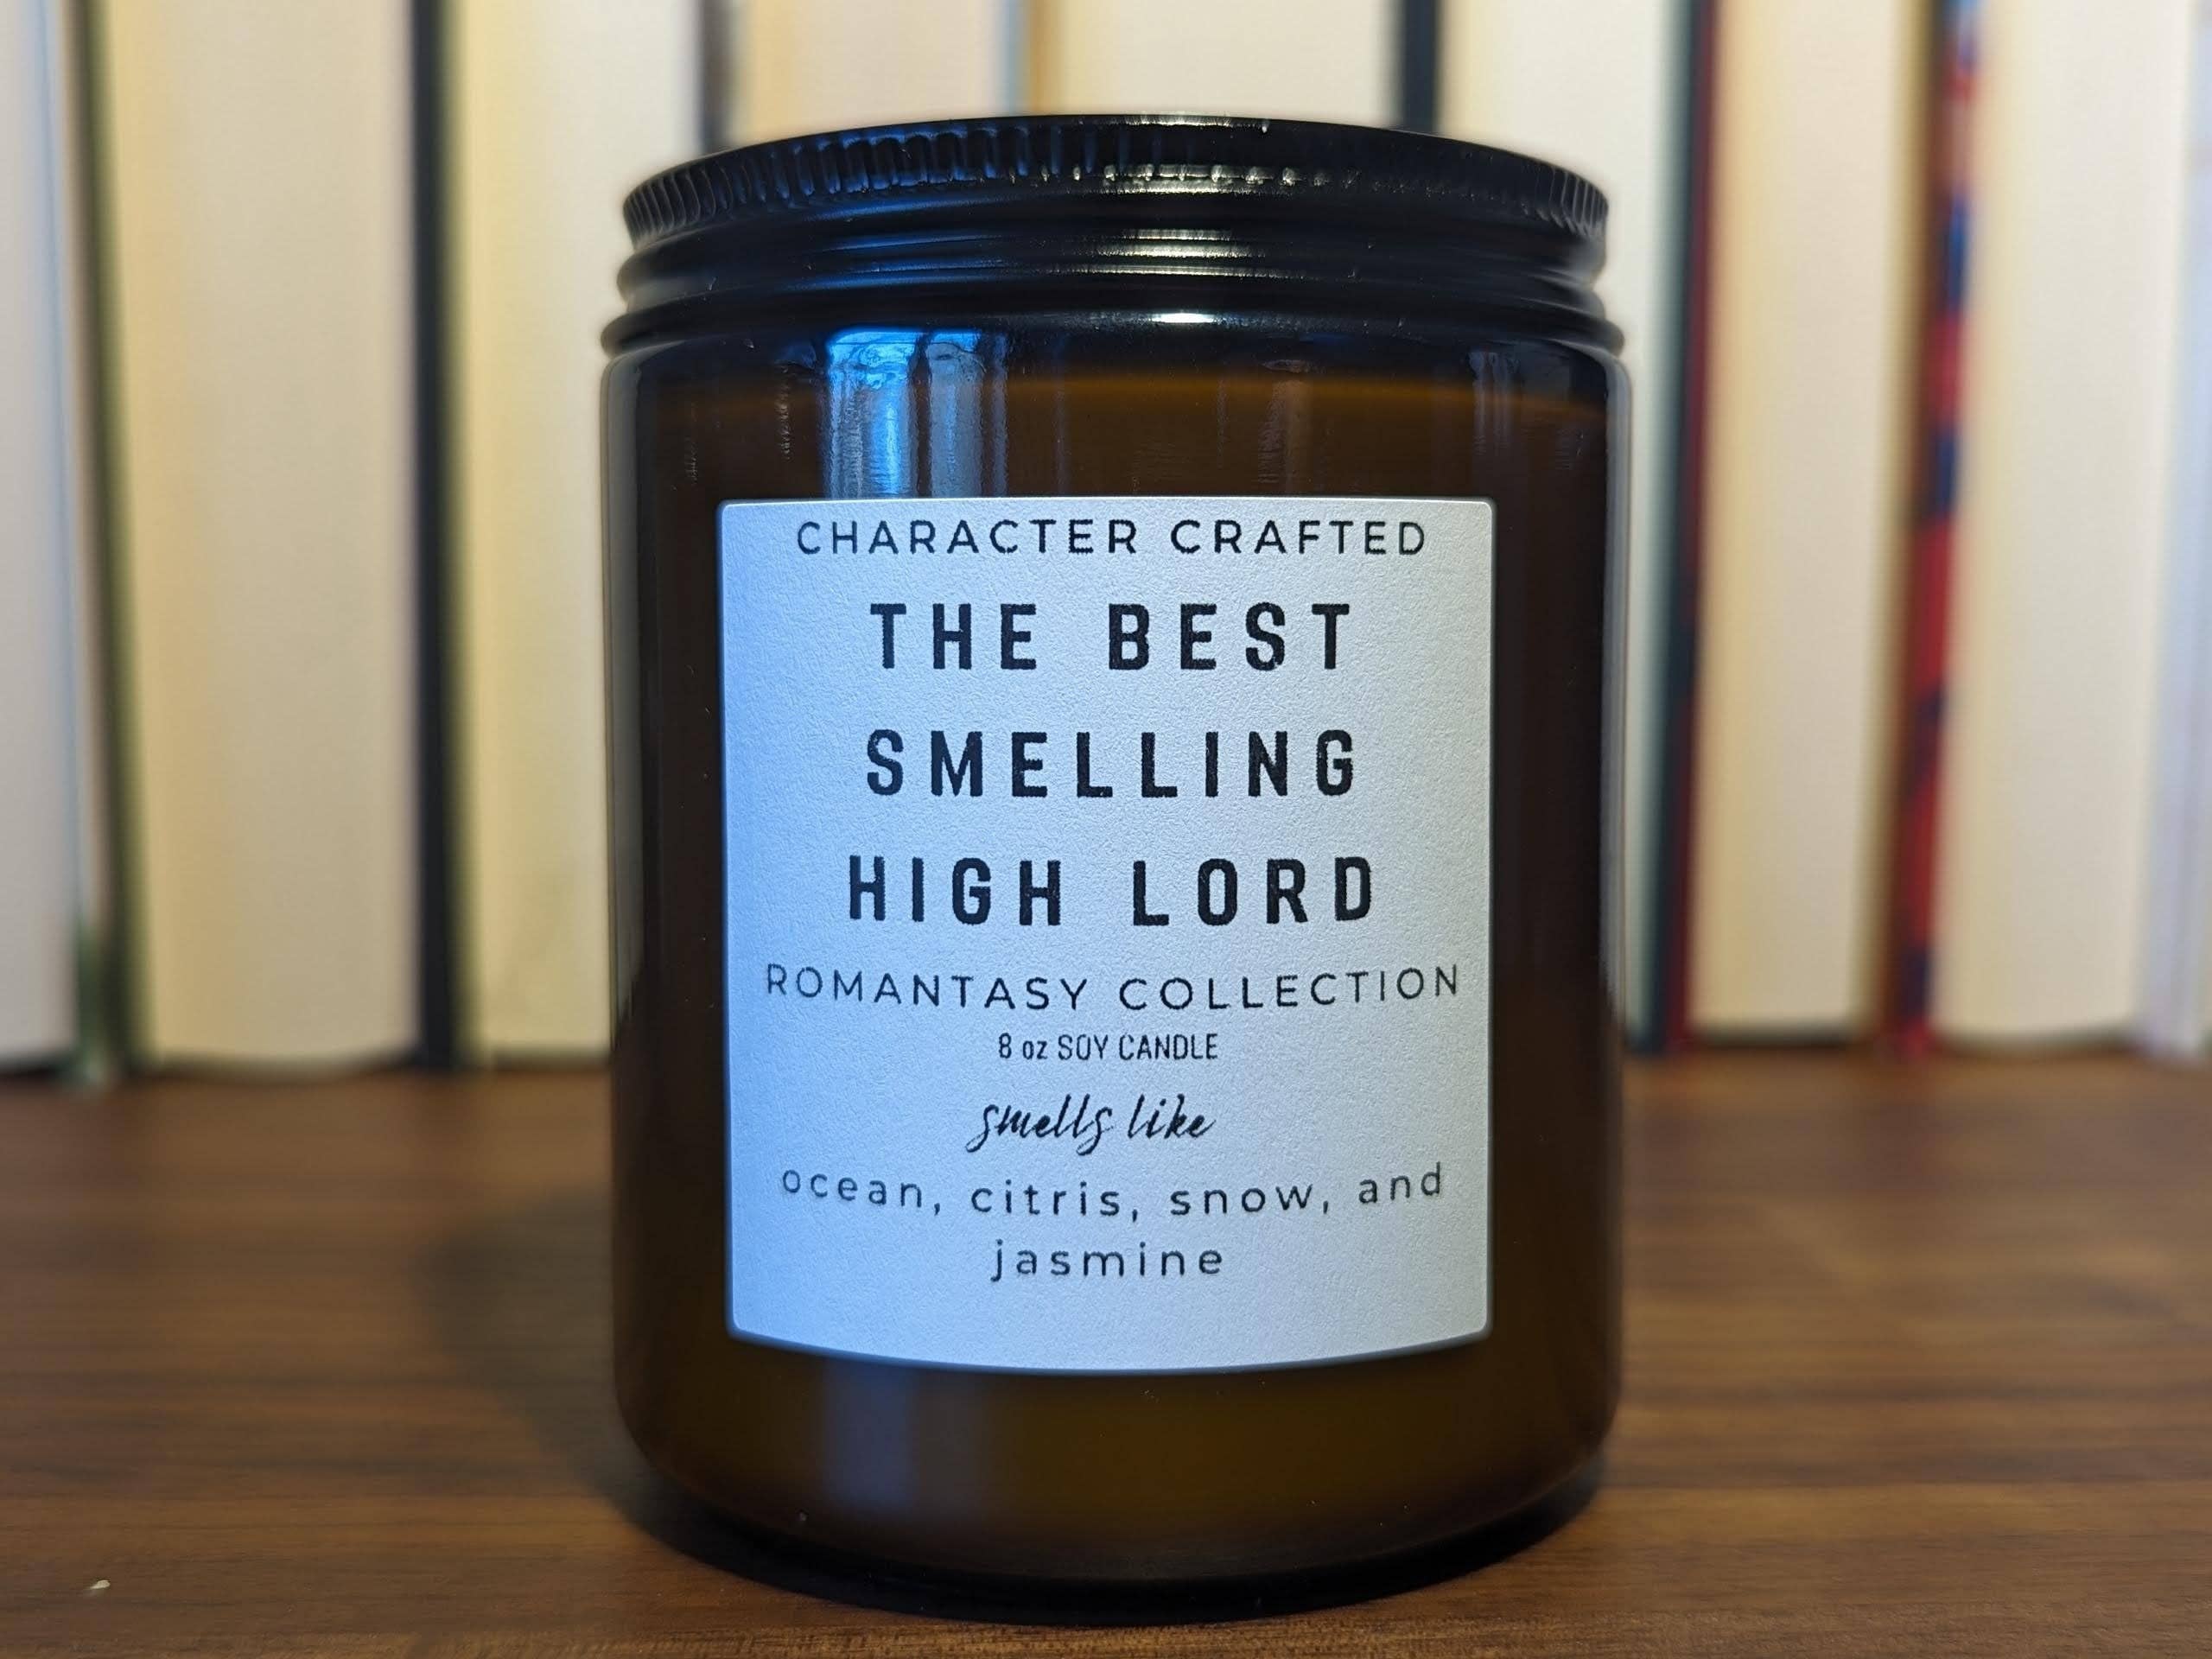 CHARACTER CRAFTED
THE BEST
SMELLING
HIGH LORD
ROMANTASY COLLECTION
8 oz SOY CANDLE
smells like
ocean, citris, snow, and
jasmine